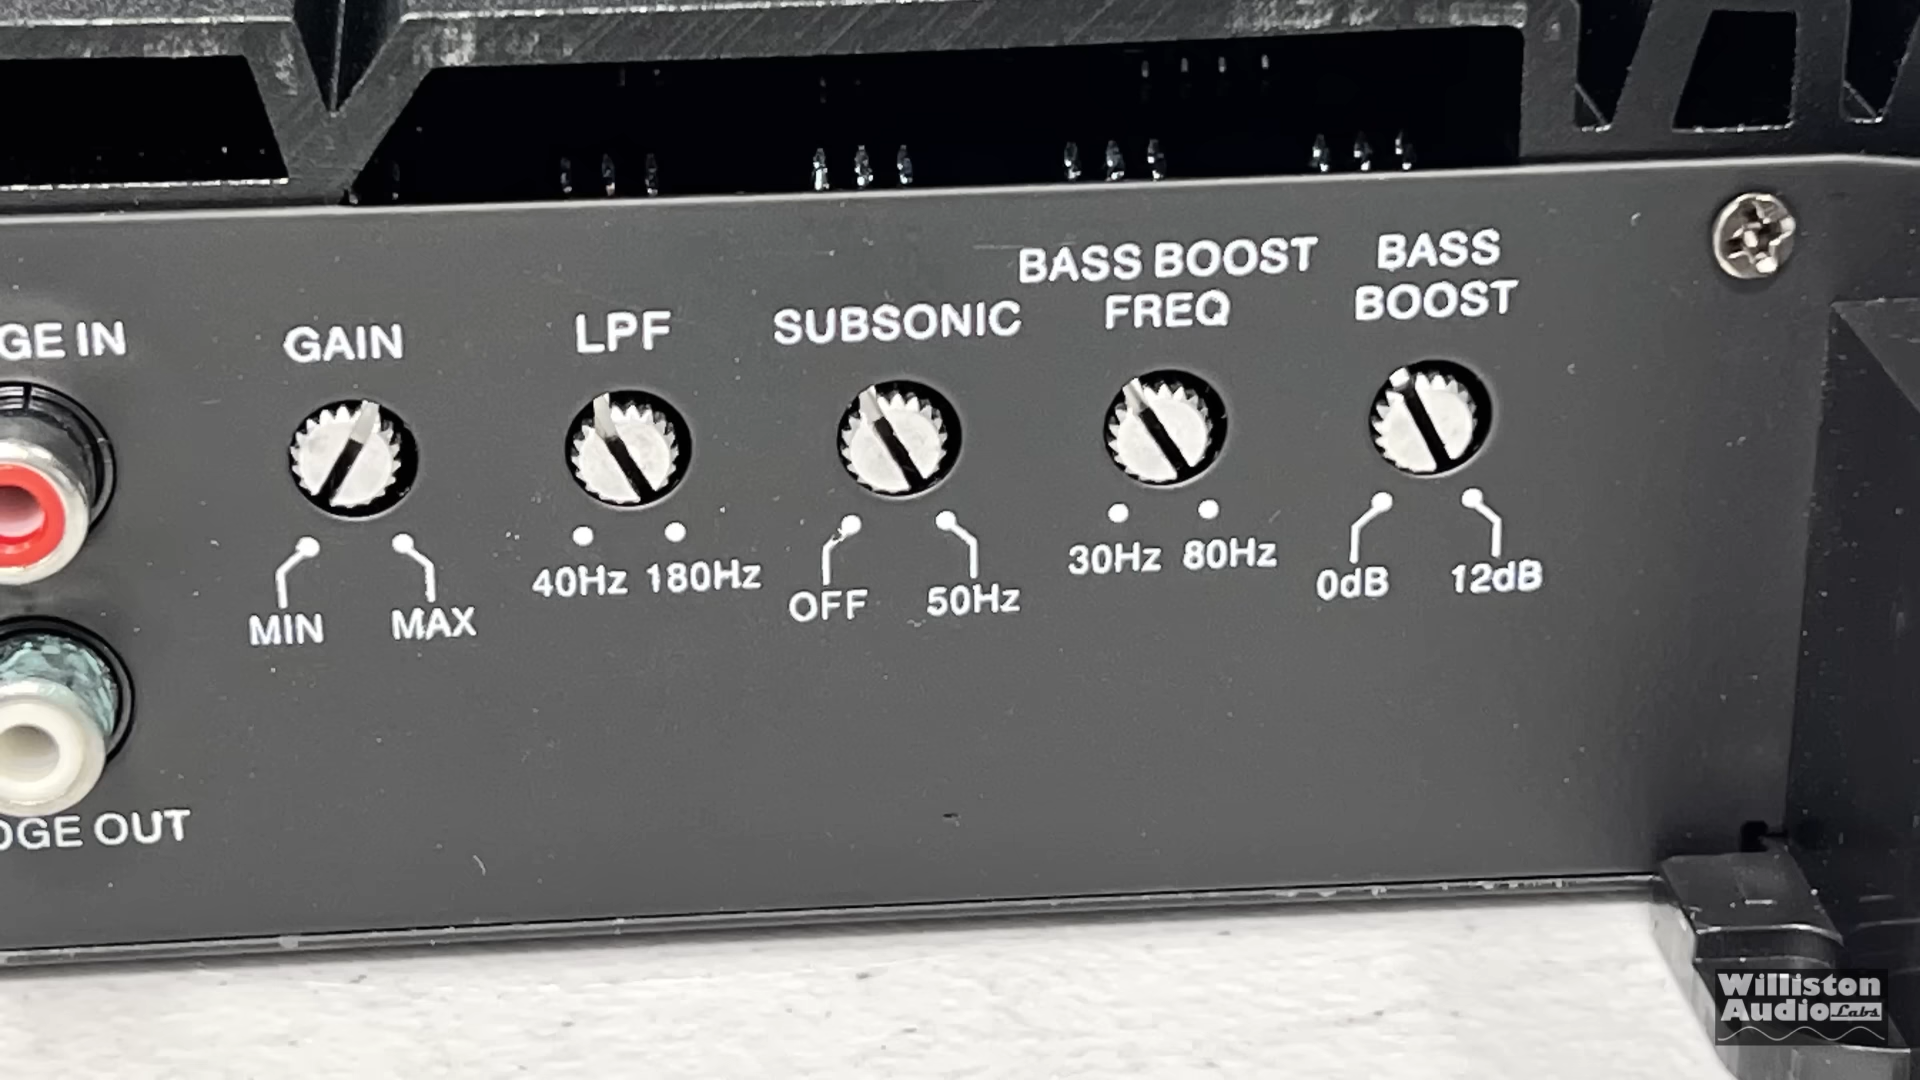 GE IN
GAIN
MIN MAX
LPF
40Hz 180Hz
SUBSONIC
OFF 50Hz
BASS BOOST
FREQ
30Hz 80Hz
BASS
BOOST
0dB 12dB
DGE OUT
Williston
Audio Labs